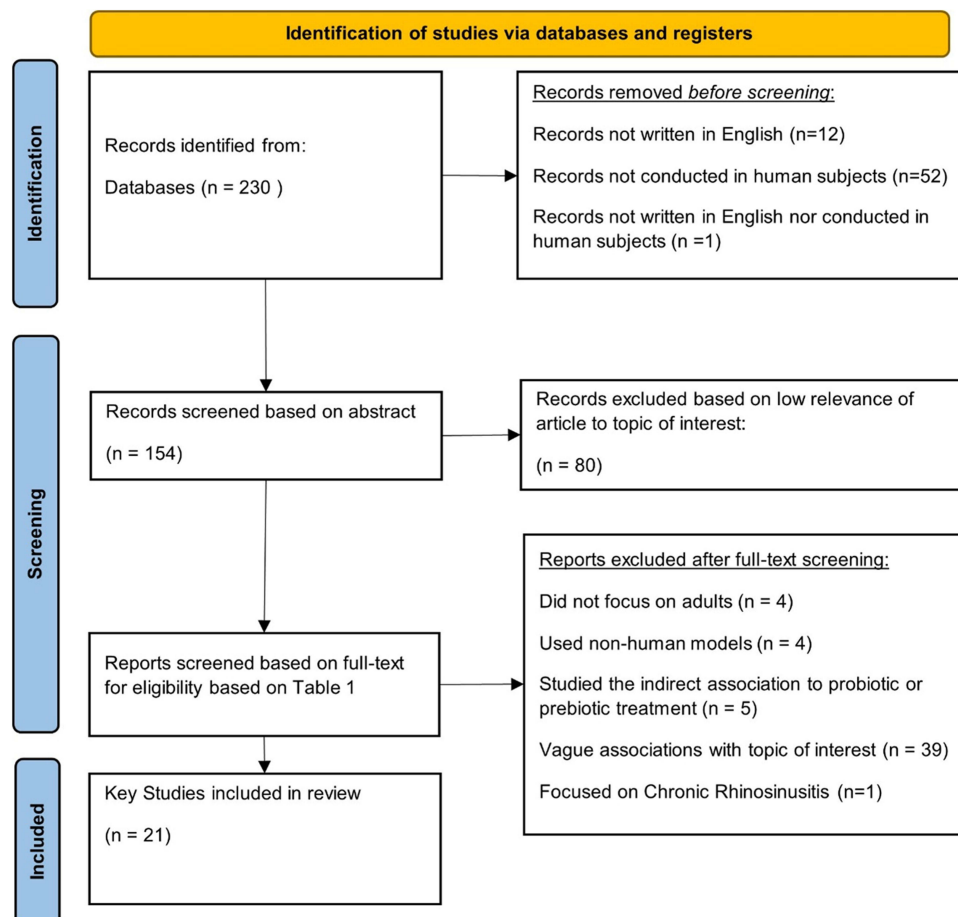 Identification of studies via databases and registers
Identification
Records identified from:
Databases (n = 230 )
Records removed before screening:
Records not written in English (n=12)
Records not conducted in human subjects (n=52)
Records not written in English nor conducted in
human subjects (n =1)
Screening
Records screened based on abstract
(n = 154)
Records excluded based on low relevance of
article to topic of interest:
(n = 80)
Reports screened based on full-text
for eligibility based on Table 1
Reports excluded after full-text screening:
Did not focus on adults (n = 4)
Used non-human models (n = 4)
Studied the indirect association to probiotic or
prebiotic treatment (n = 5)
Vague associations with topic of interest (n = 39)
Focused on Chronic Rhinosinusitis (n=1)
Included
Key Studies included in review
(n = 21)